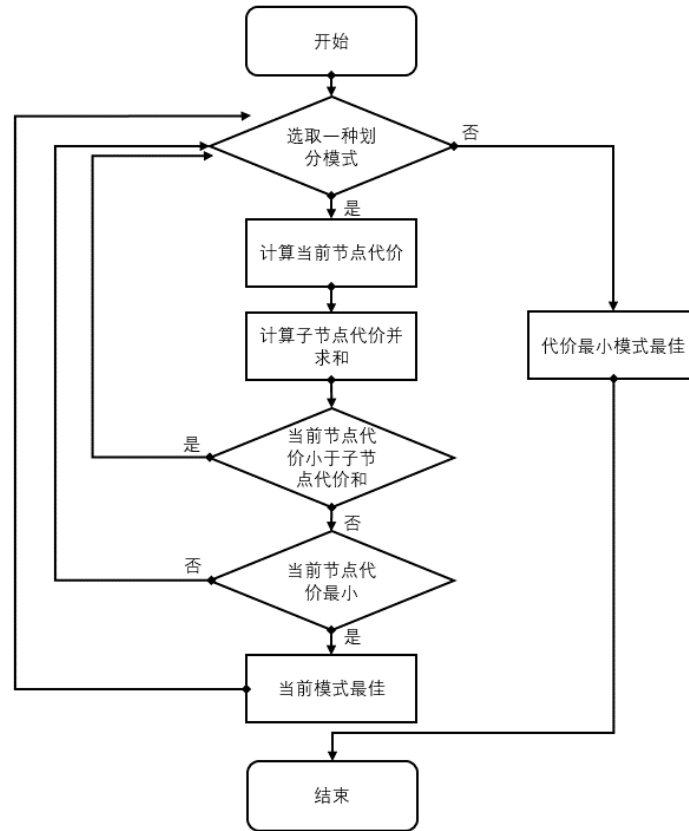 开始
选取一种划
分模式
否
是
计算当前节点代价
计算子节点代价并
求和
代价最小模式最佳
当前节点代
价小于子节
点代价和
是
否
当前节点代
价最小
否
是
当前模式最佳
结束